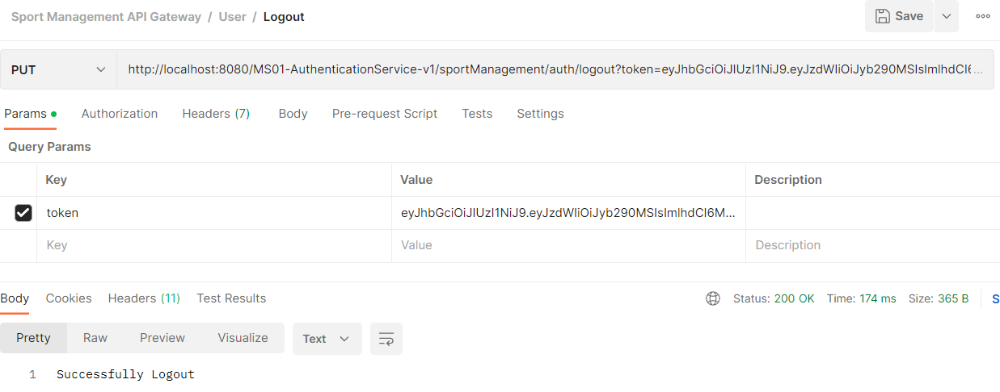 Sport Management API Gateway / User / Logout
Save
PUT
http://localhost:8080/MS01-AuthenticationService-v1/sportManagement/auth/logout?token=eyJhbGciOiJIUzI1NiJ9.eyJzdWIiOiJyb290MSIsImlhdCI6...
Params Authorization Headers (7) Body Pre-request Script Tests Settings
Query Params
Key Value Description
token eyJhbGciOiJIUzI1NiJ9.eyJzdWIiOiJyb290MSIsImlhdCI6M...
Key Value Description
Body Cookies Headers (11) Test Results Status: 200 OK Time: 174 ms Size: 365 B S
Pretty Raw Preview Visualize Text
1 Successfully Logout